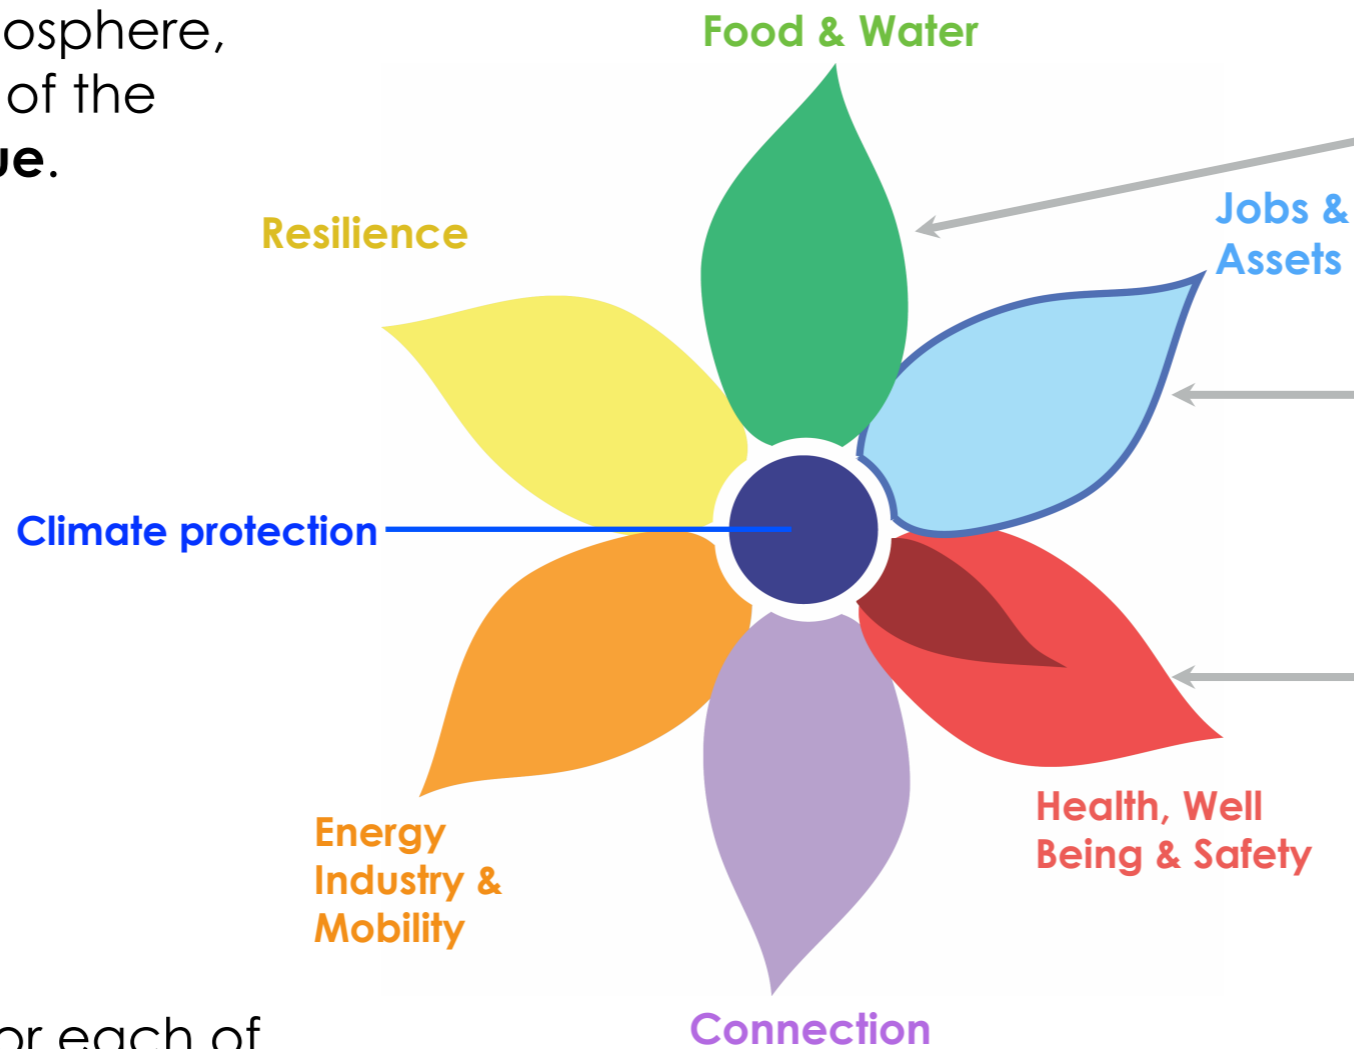 osphere,
of the
ue.
Food & Water
Jobs &
Assets
Resilience
Climate protection
Energy
Industry &
Mobility
Health, Well
Being & Safety
Connection
or each of